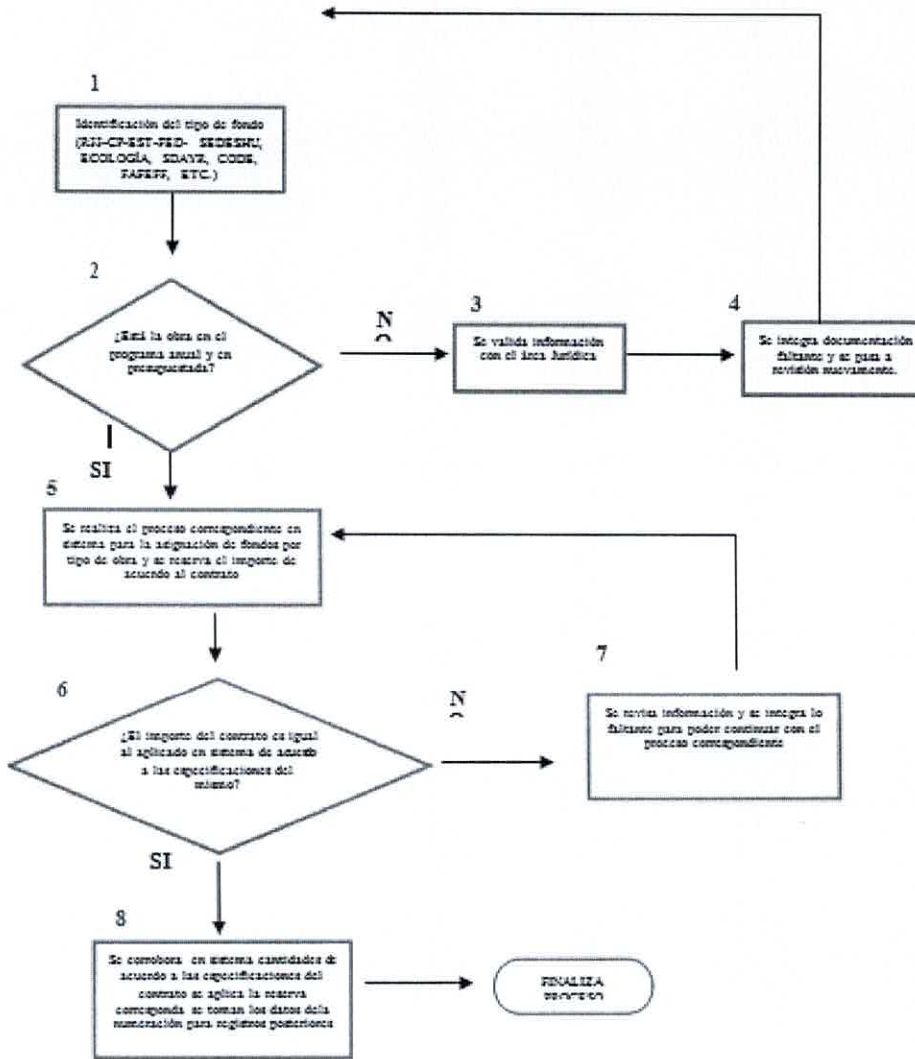 1
Identificación del tipo de fondo
(R33-CP-EST-FED- SEDESHU,
ECOLOGÍA, SDAYR, CODE,
FAFEFF, ETC.)
2
¿Está la obra en el
programa anual y en
presupuestada?
N
O
3
Se valida información
con el área Jurídica
4
Se integra documentación
faltante y se pasa a
revisión nuevamente.
SI
5
Se realiza el proceso correspondiente en
sistema para la asignación de fondos por
tipo de obra y se reserva el importe de
acuerdo al contrato
6
¿El importe del contrato es igual
al aplicado en sistema de acuerdo
a las especificaciones del
mismo?
N
O
7
Se revisa información y se integra lo
faltante para poder continuar con el
proceso correspondiente
SI
8
Se corrobora en sistema cantidades de
acuerdo a las especificaciones del
contrato se aplica la reserva
corresponda se toman los datos dela
numeración para registros posteriores
FINALIZA
PROCESO